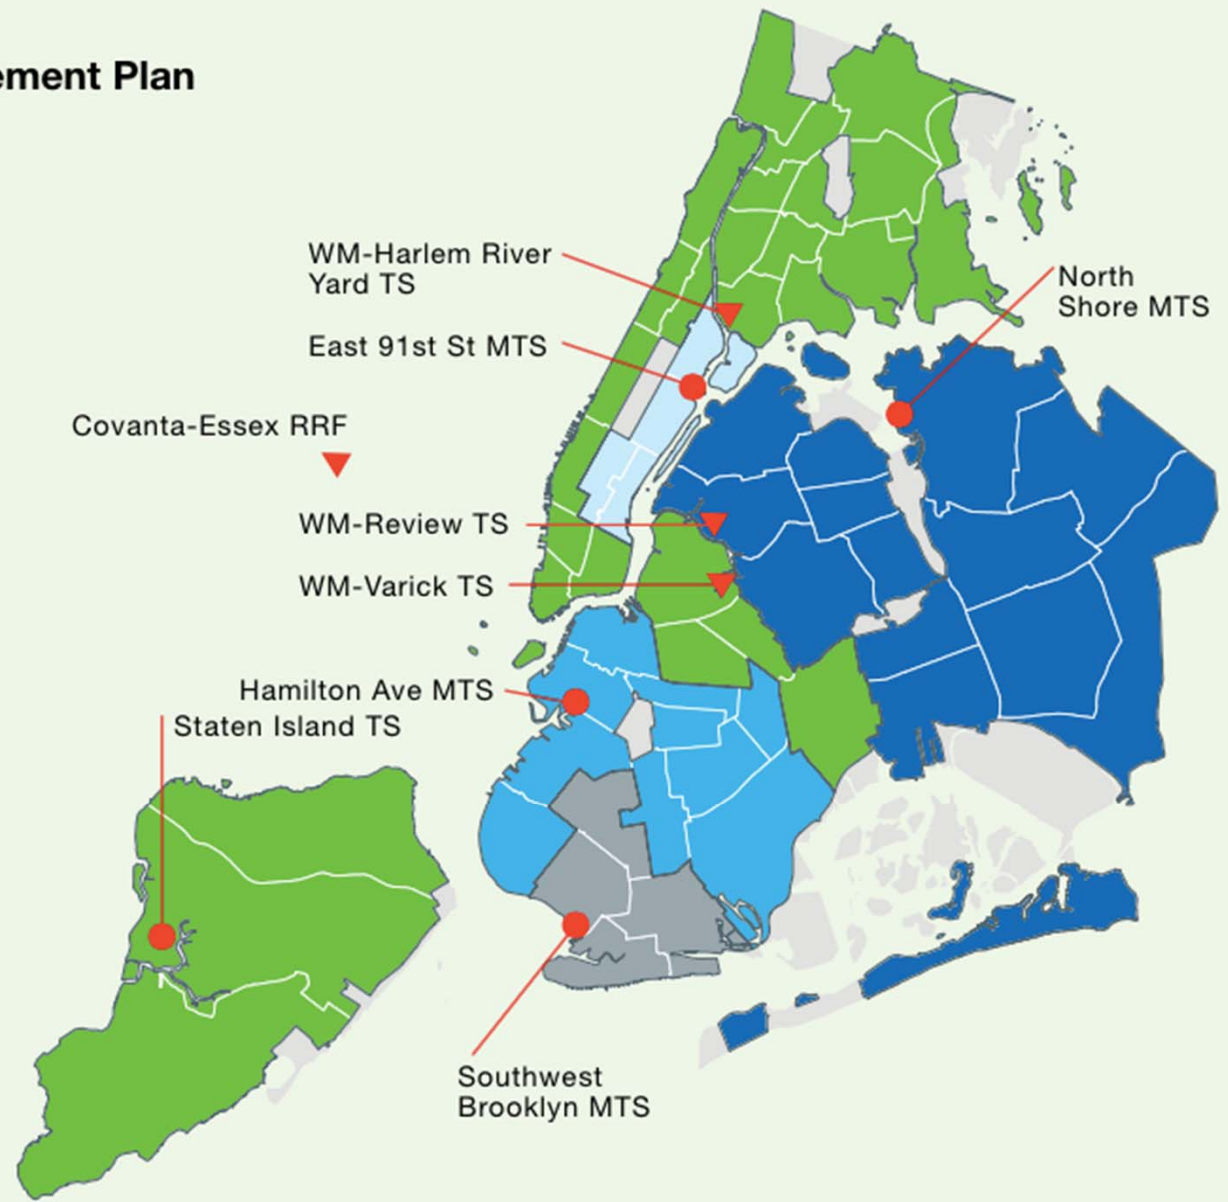 ement Plan
WM-Harlem River
Yard TS
North
Shore MTS
East 91st St MTS
Covanta-Essex RRF
WM-Review TS
WM-Varick TS
Hamilton Ave MTS
Staten Island TS
Southwest
Brooklyn MTS